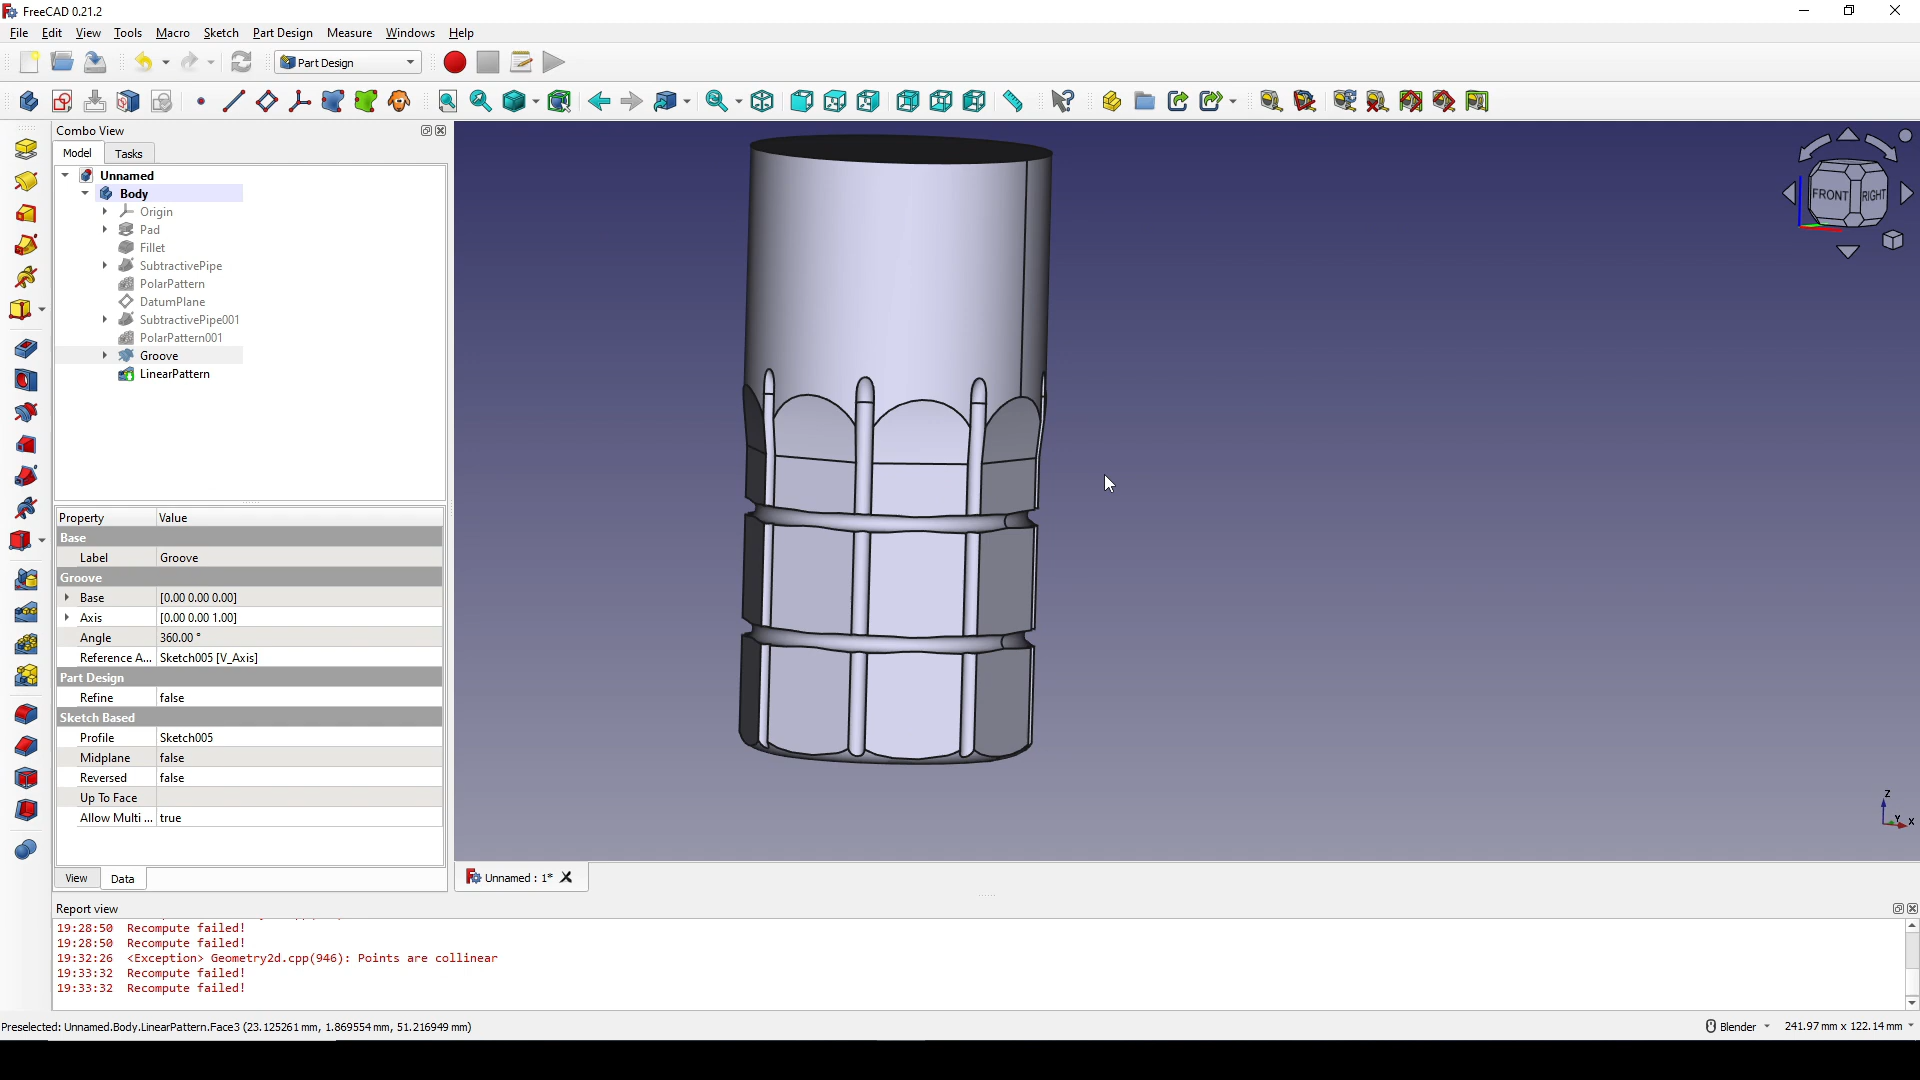 FreeCAD 0.21.2
File Edit View Tools Macro Sketch Part Design Measure Windows Help
Part Design
Combo View
Model Tasks
Unnamed
Body
Origin
Pad
Fillet
SubtractivePipe
PolarPattern
DatumPlane
SubtractivePipe001
PolarPattern001
Groove
LinearPattern
FRONT RIGHT
Property Value
Base
Label Groove
Groove
Base [0.00 0.00 0.00]
Axis [0.00 0.00 1.00]
Angle 360.00 °
Reference A... Sketch005 [V_Axis]
Part Design
Refine false
Sketch Based
Profile Sketch005
Midplane false
Reversed false
Up To Face
Allow Multi ... true
Z
Y X
View Data
Unnamed : 1*
Report view
19:28:50 Recompute failed!
19:28:50 Recompute failed!
19:32:26 <Exception> Geometry2d.cpp(946): Points are collinear
19:33:32 Recompute failed!
19:33:32 Recompute failed!
Preselected: Unnamed.Body.LinearPattern.Face3 (23.125261 mm, 1.869554 mm, 51.216949 mm)
Blender 241.97 mm x 122.14 mm